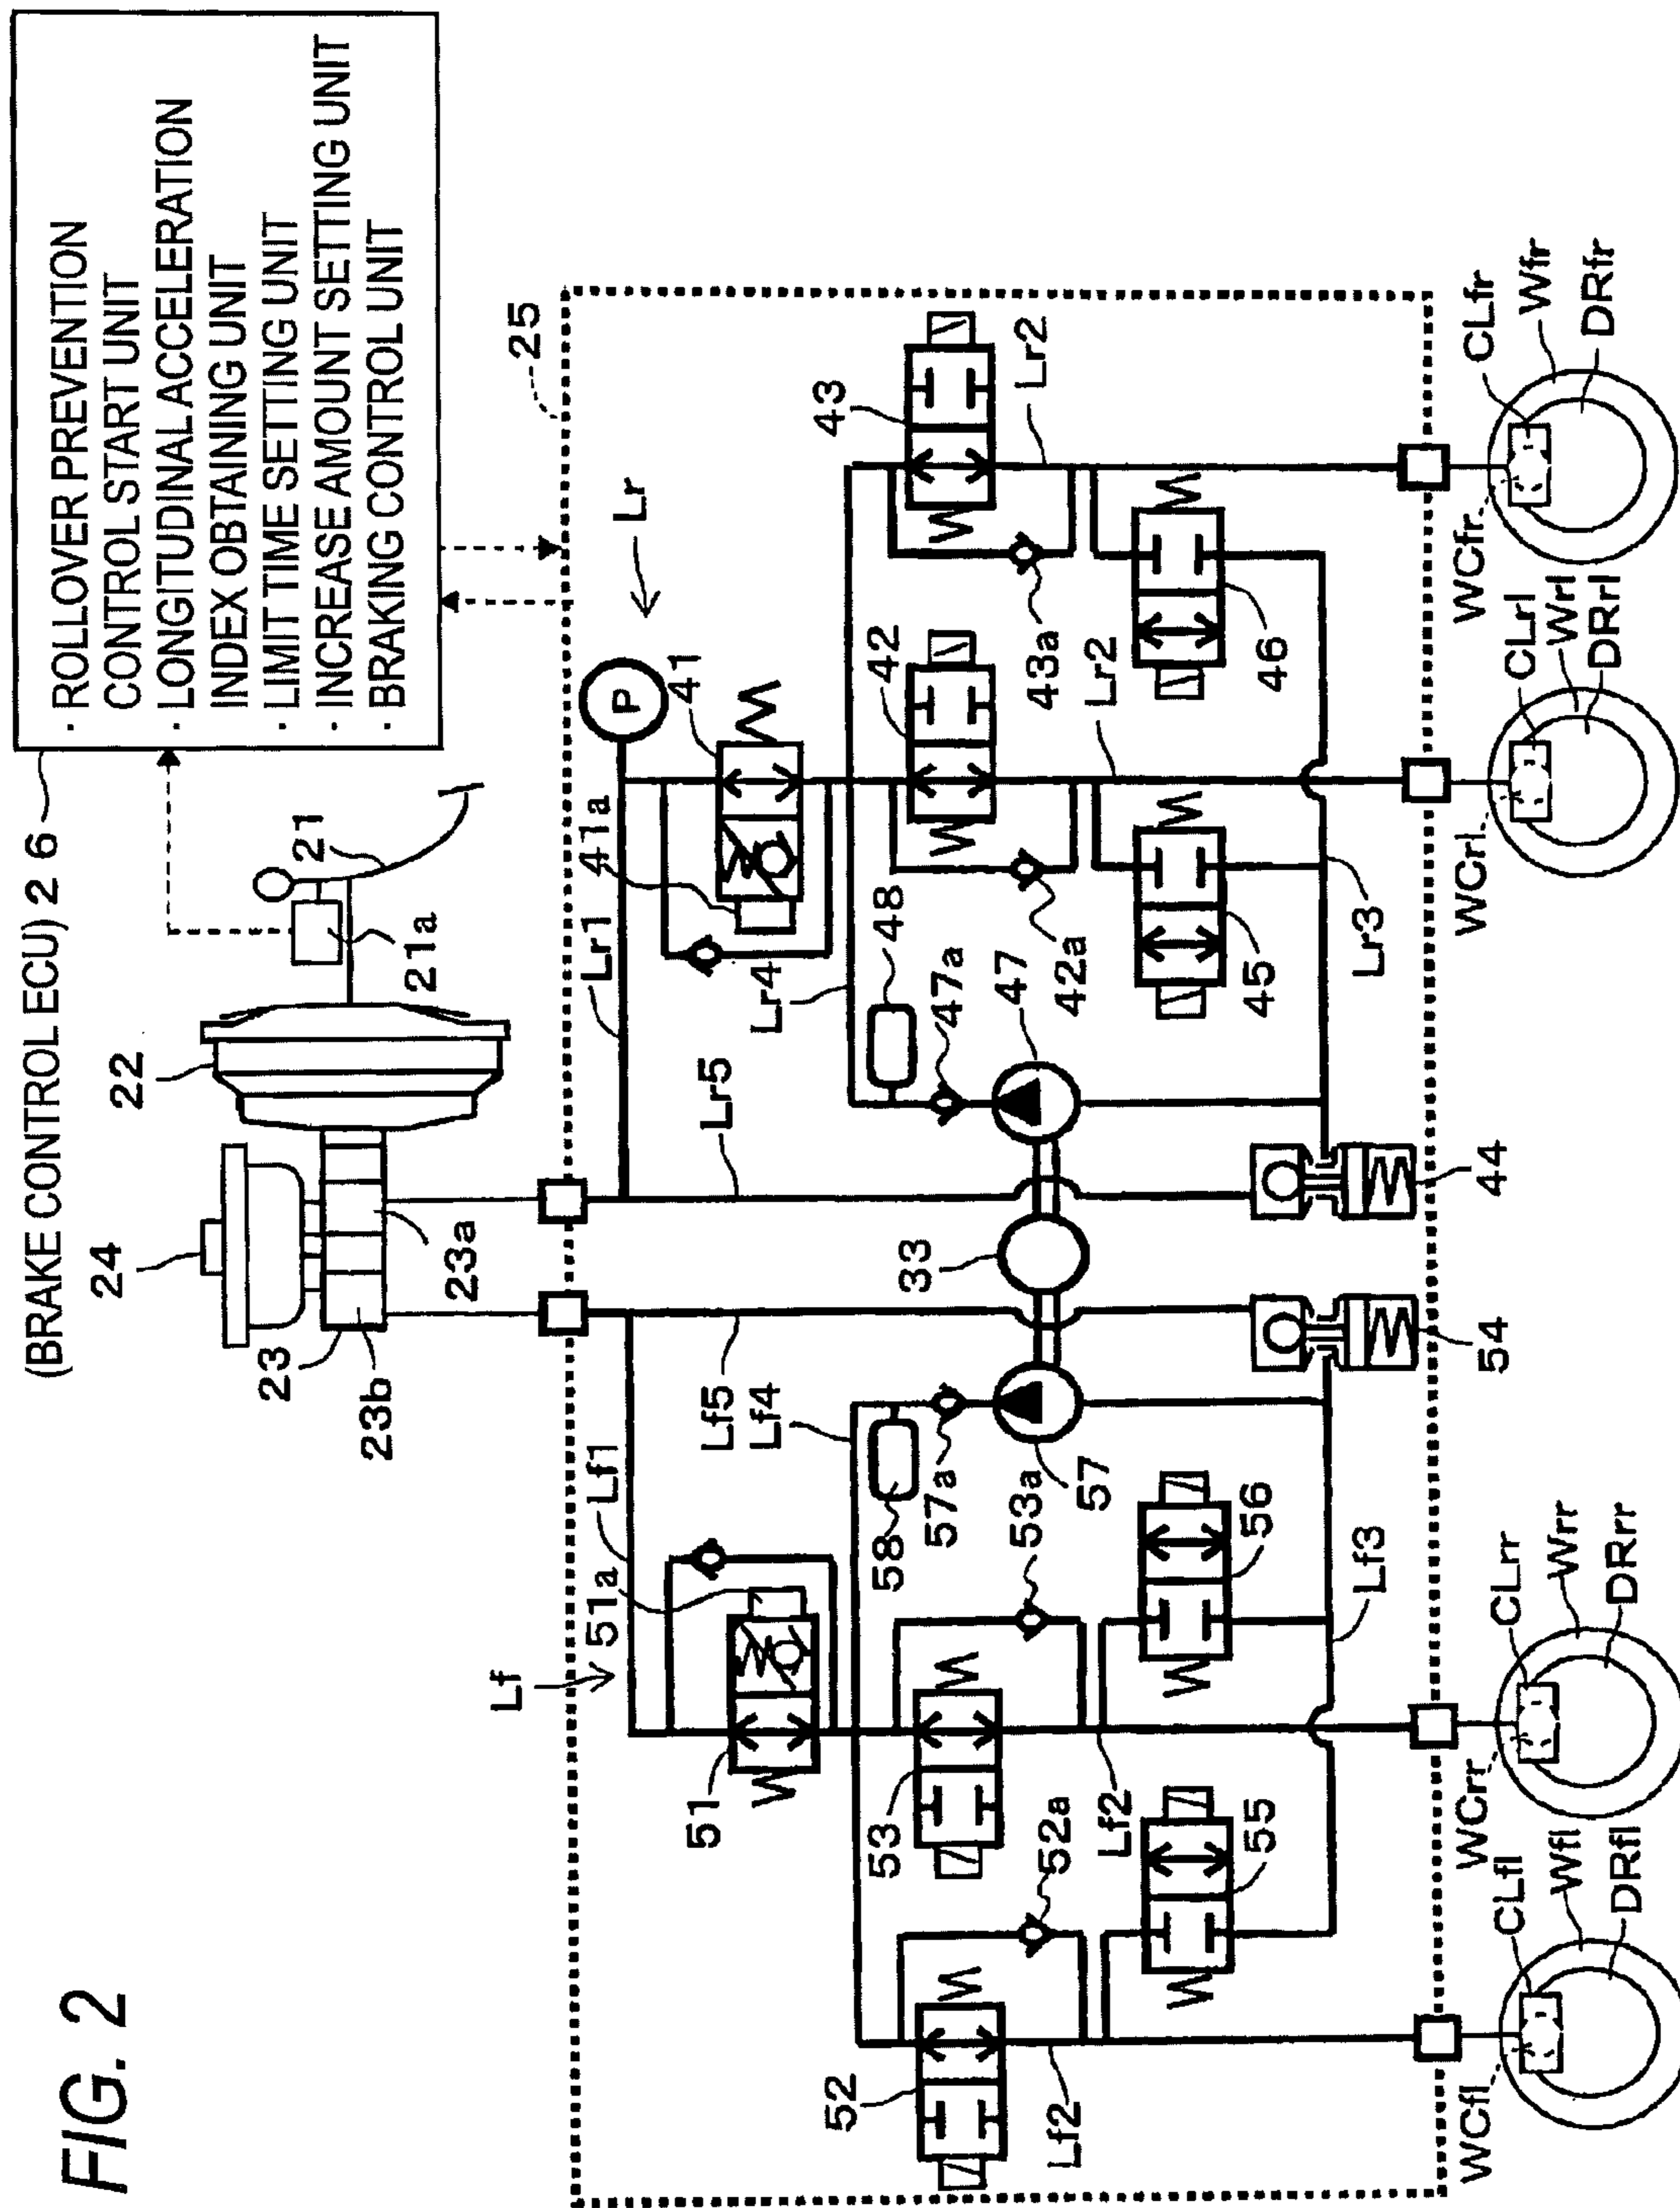 FIG. 2
(BRAKE CONTROL ECU) 2 6
· ROLLOVER PREVENTION
CONTROL START UNIT
· LONGITUDINAL ACCELERATION
INDEX OBTAINING UNIT
· LIMIT TIME SETTING UNIT
· INCREASE AMOUNT SETTING UNIT
· BRAKING CONTROL UNIT
24
22
21
21a
23
23a
23b
25
Lf
Lf1
Lr1
P
Lr
51a
41a
41
51
Lf5
Lf4
Lr5
Lr4
52
53
58
57a
33
48
47a
42
43
52a
53a
57
47
42a
43a
Lf2
Lf2
Lr2
Lr2
55
56
45
46
Lf3
Lr3
54
44
WCfl
CLfl
Wfl
DRfl
WCrr
CLrr
Wrr
DRrr
WCrl
CLrl
Wrl
DRrl
WCfr
CLfr
Wfr
DRfr